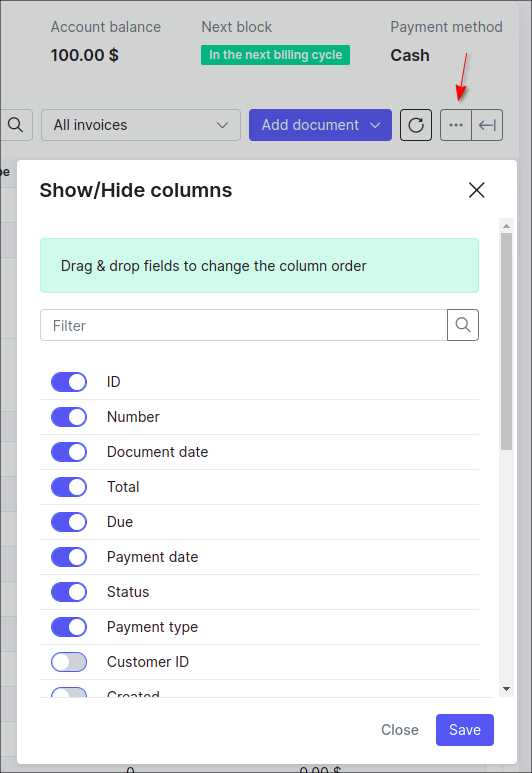 Account balance Next block Payment method
100.00 $ In the next billing cycle Cash
All invoices Add document
pe
Show/Hide columns
Drag & drop fields to change the column order
Filter
ID
Number
Document date
Total
Due
Payment date
Status
Payment type
Customer ID
Created
Close Save
0 0.00 $